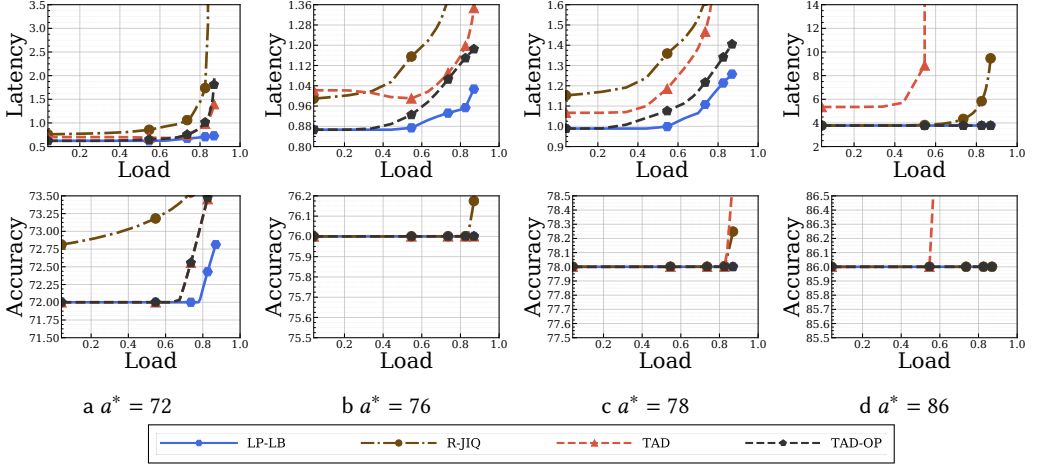 3.5
3.0
2.5
2.0
1.5
1.0
0.5
Latency
0.2 0.4 0.6 0.8 1.0
Load
1.36
1.28
1.20
1.12
1.04
0.96
0.88
0.80
Latency
0.2 0.4 0.6 0.8 1.0
Load
1.6
1.5
1.4
1.3
1.2
1.1
1.0
0.9
Latency
0.2 0.4 0.6 0.8 1.0
Load
14
12
10
8
6
4
2
Latency
0.2 0.4 0.6 0.8 1.0
Load
73.50
73.25
73.00
72.75
72.50
72.25
72.00
71.75
71.50
Accuracy
0.2 0.4 0.6 0.8 1.0
Load
76.2
76.1
76.0
75.9
75.8
75.7
75.6
75.5
Accuracy
0.2 0.4 0.6 0.8 1.0
Load
78.5
78.4
78.3
78.2
78.1
78.0
77.9
77.8
77.7
77.6
77.5
Accuracy
0.2 0.4 0.6 0.8 1.0
Load
86.5
86.4
86.3
86.2
86.1
86.0
85.9
85.8
85.7
85.6
85.5
Accuracy
0.2 0.4 0.6 0.8 1.0
Load
a a* = 72
b a* = 76
c a* = 78
d a* = 86
LP-LB R-JIQ TAD TAD-OP